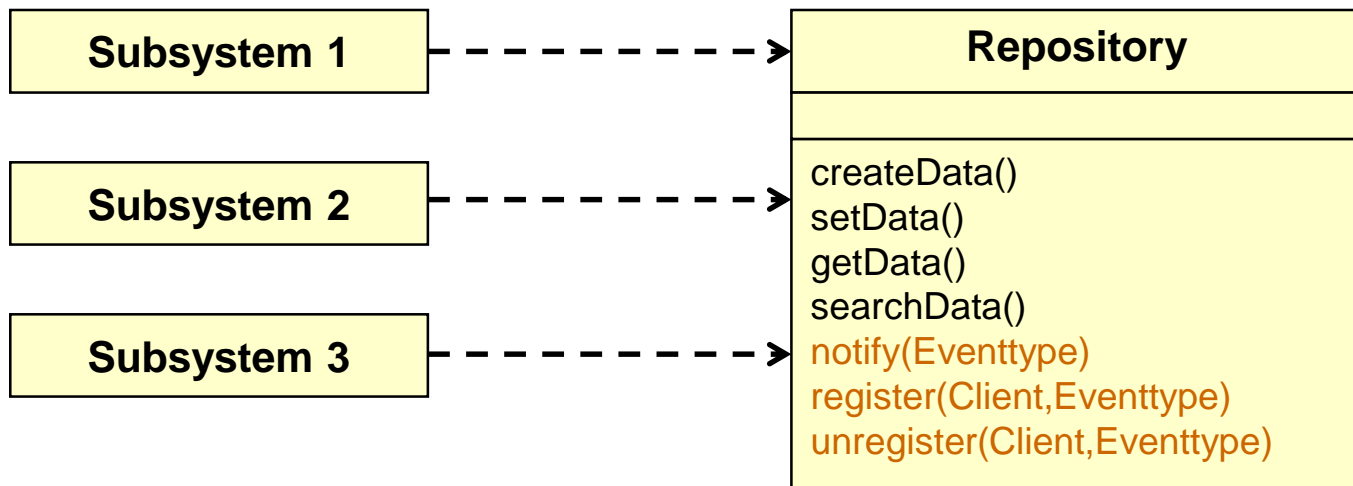 Subsystem 1
Subsystem 2
Subsystem 3
Repository
createData()
setData()
getData()
searchData()
notify(Eventtype)
register(Client,Eventtype)
unregister(Client,Eventtype)